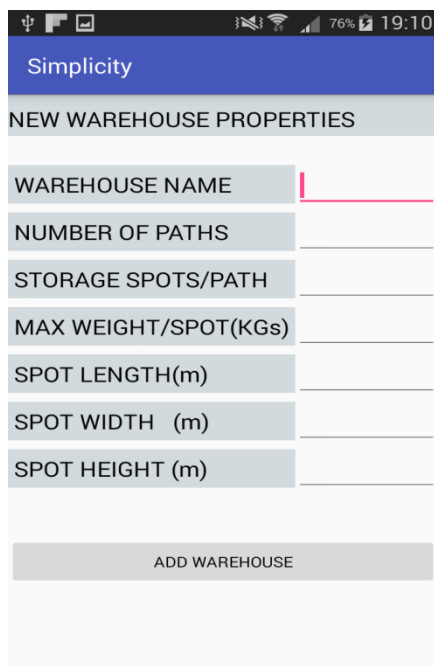 76% 19:10
Simplicity
NEW WAREHOUSE PROPERTIES
WAREHOUSE NAME
NUMBER OF PATHS
STORAGE SPOTS/PATH
MAX WEIGHT/SPOT(KGs)
SPOT LENGTH(m)
SPOT WIDTH (m)
SPOT HEIGHT (m)
ADD WAREHOUSE